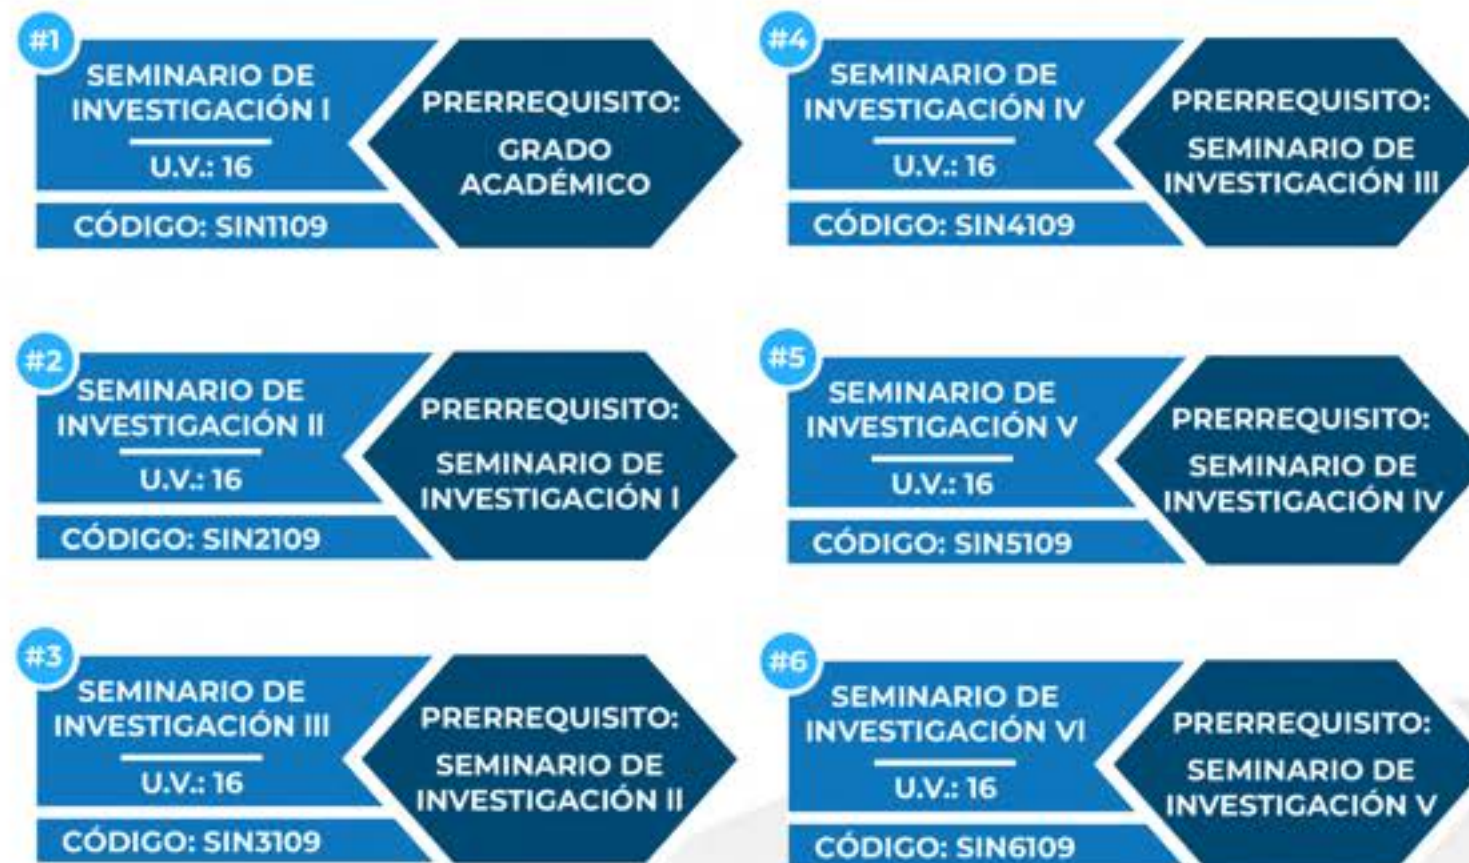 #1
SEMINARIO DE
INVESTIGACIÓN I
U.V.: 16
CÓDIGO: SIN1109
PRERREQUISITO:
GRADO
ACADÉMICO
#2
SEMINARIO DE
INVESTIGACIÓN II
U.V.: 16
CÓDIGO: SIN2109
PRERREQUISITO:
SEMINARIO DE
INVESTIGACIÓN I
#3
SEMINARIO DE
INVESTIGACIÓN III
U.V.: 16
CÓDIGO: SIN3109
PRERREQUISITO:
SEMINARIO DE
INVESTIGACIÓN II
#4
SEMINARIO DE
INVESTIGACIÓN IV
U.V.: 16
CÓDIGO: SIN4109
PRERREQUISITO:
SEMINARIO DE
INVESTIGACIÓN III
#5
SEMINARIO DE
INVESTIGACIÓN V
U.V.: 16
CÓDIGO: SIN5109
PRERREQUISITO:
SEMINARIO DE
INVESTIGACIÓN IV
#6
SEMINARIO DE
INVESTIGACIÓN VI
U.V.: 16
CÓDIGO: SIN6109
PRERREQUISITO:
SEMINARIO DE
INVESTIGACIÓN V